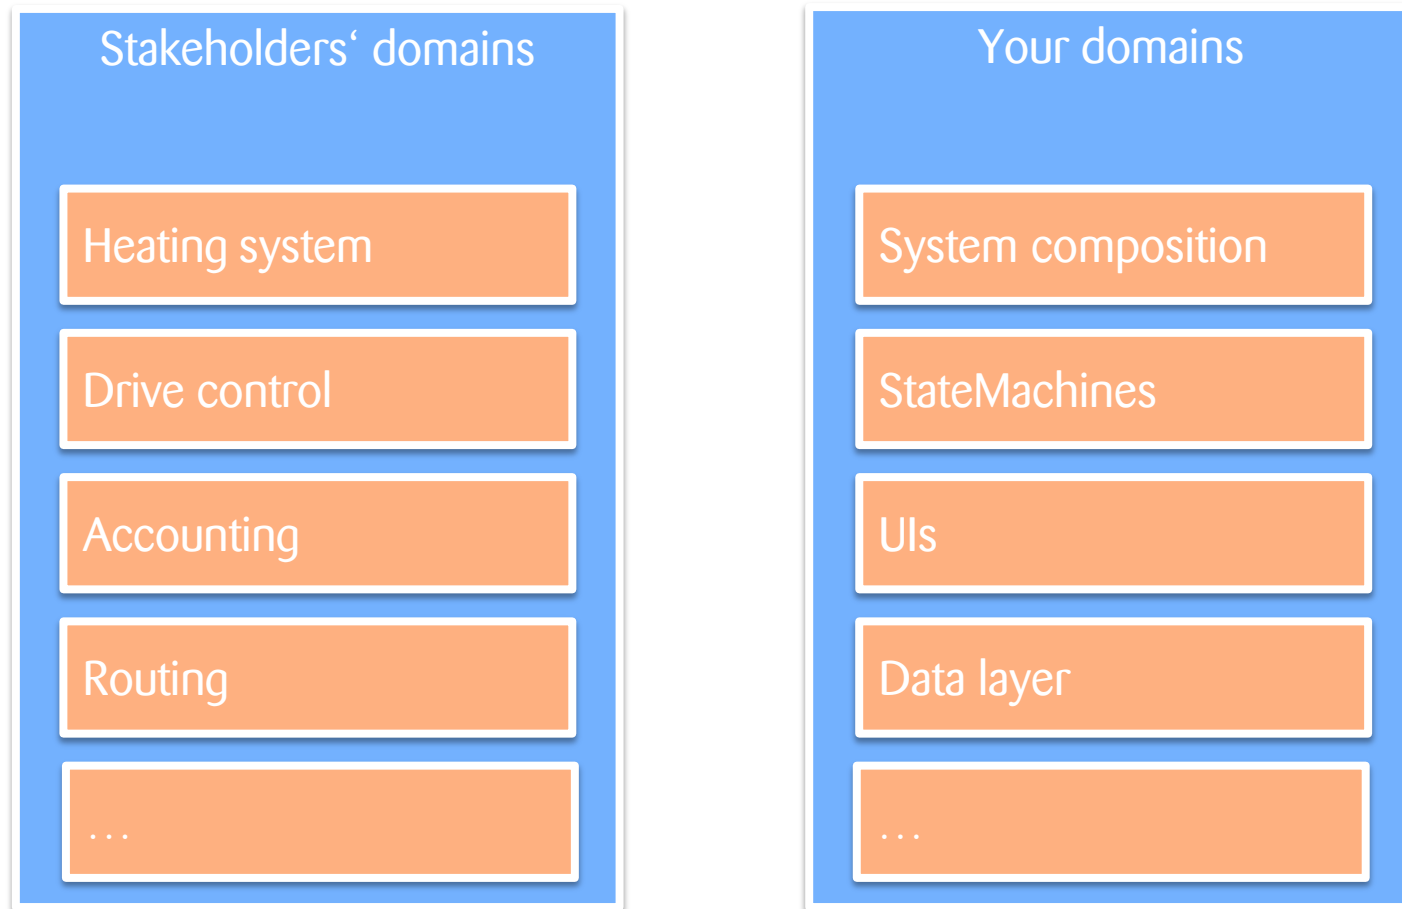 Stakeholders‘ domains
Heating system
Drive control
Accounting
Routing
...
Your domains
System composition
StateMachines
UIs
Data layer
...